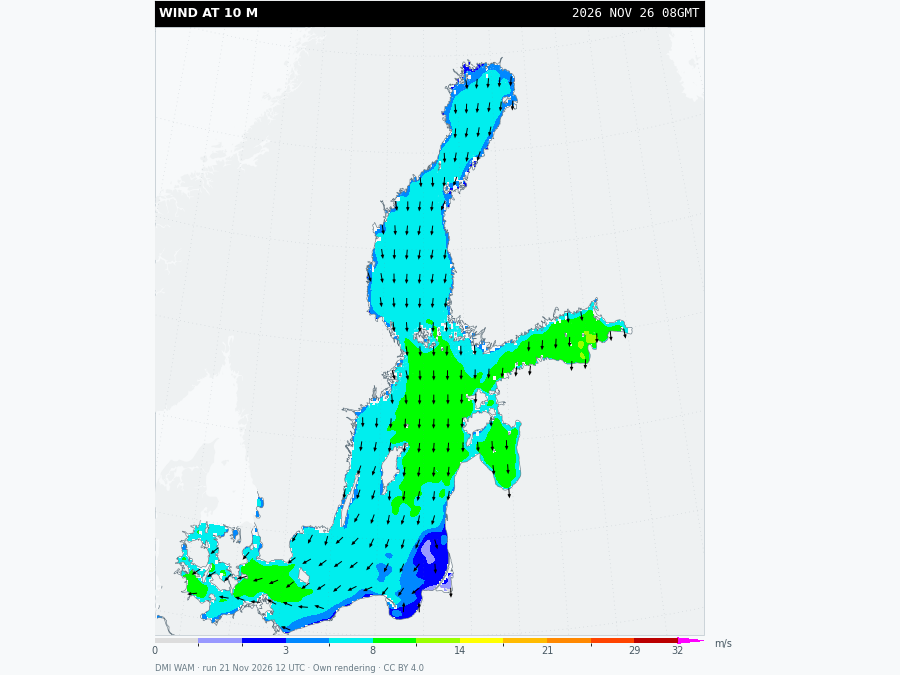 WIND AT 10 M 2026 NOV 26 08GMT
0 3 8 14 21 29 32 m/s
DMI WAM · run 21 Nov 2026 12 UTC · Own rendering · CC BY 4.0